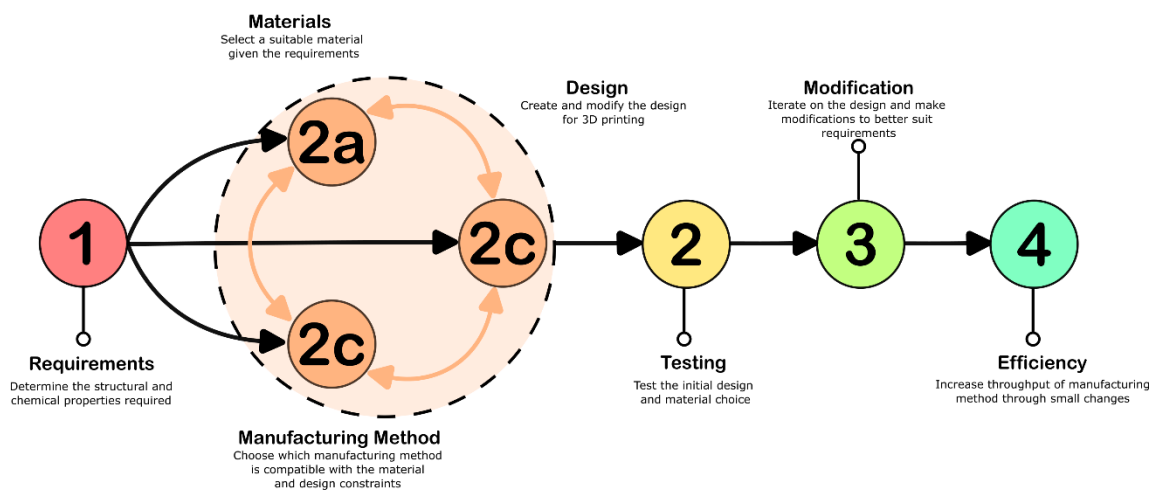 Materials
Select a suitable material
given the requirements
Design
Create and modify the design
for 3D printing
Modification
Iterate on the design and make
modifications to better suit
requirements
2a
1
2c
2
3
4
2c
Requirements
Determine the structural and
chemical properties required
Testing
Test the initial design
and material choice
Efficiency
Increase throughput of manufacturing
method through small changes
Manufacturing Method
Choose which manufacturing method
is compatible with the material
and design constraints